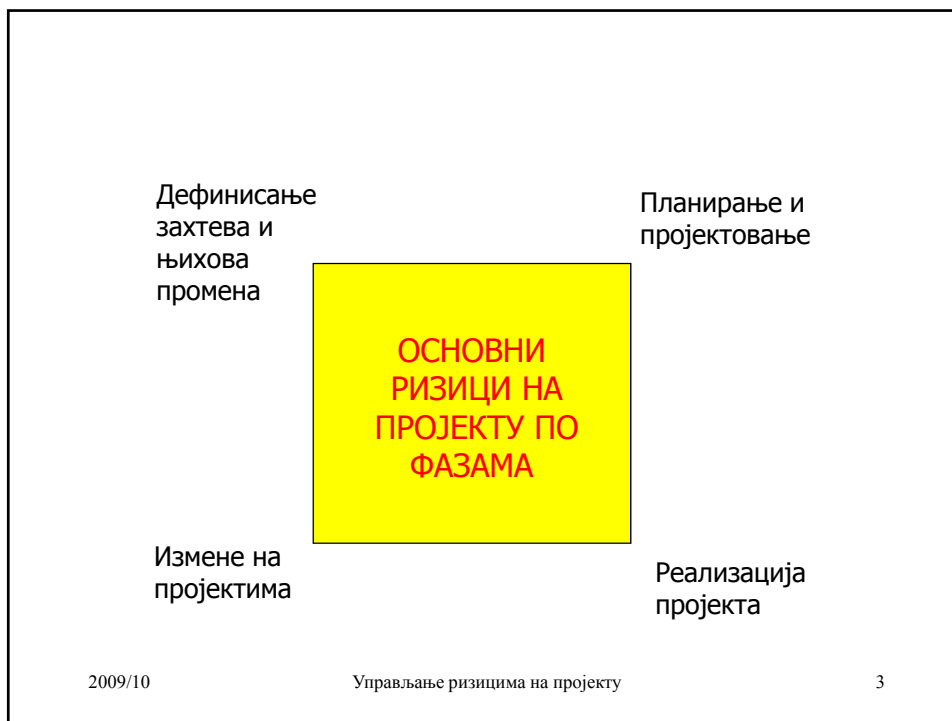 Дефинисање
захтева и
њихова
промена
Планирање и
пројектовање
ОСНОВНИ
РИЗИЦИ НА
ПРОЈЕКТУ ПО
ФАЗАМА
Измене на
пројектима
Реализација
пројекта
2009/10
Управљање ризицима на пројекту
3